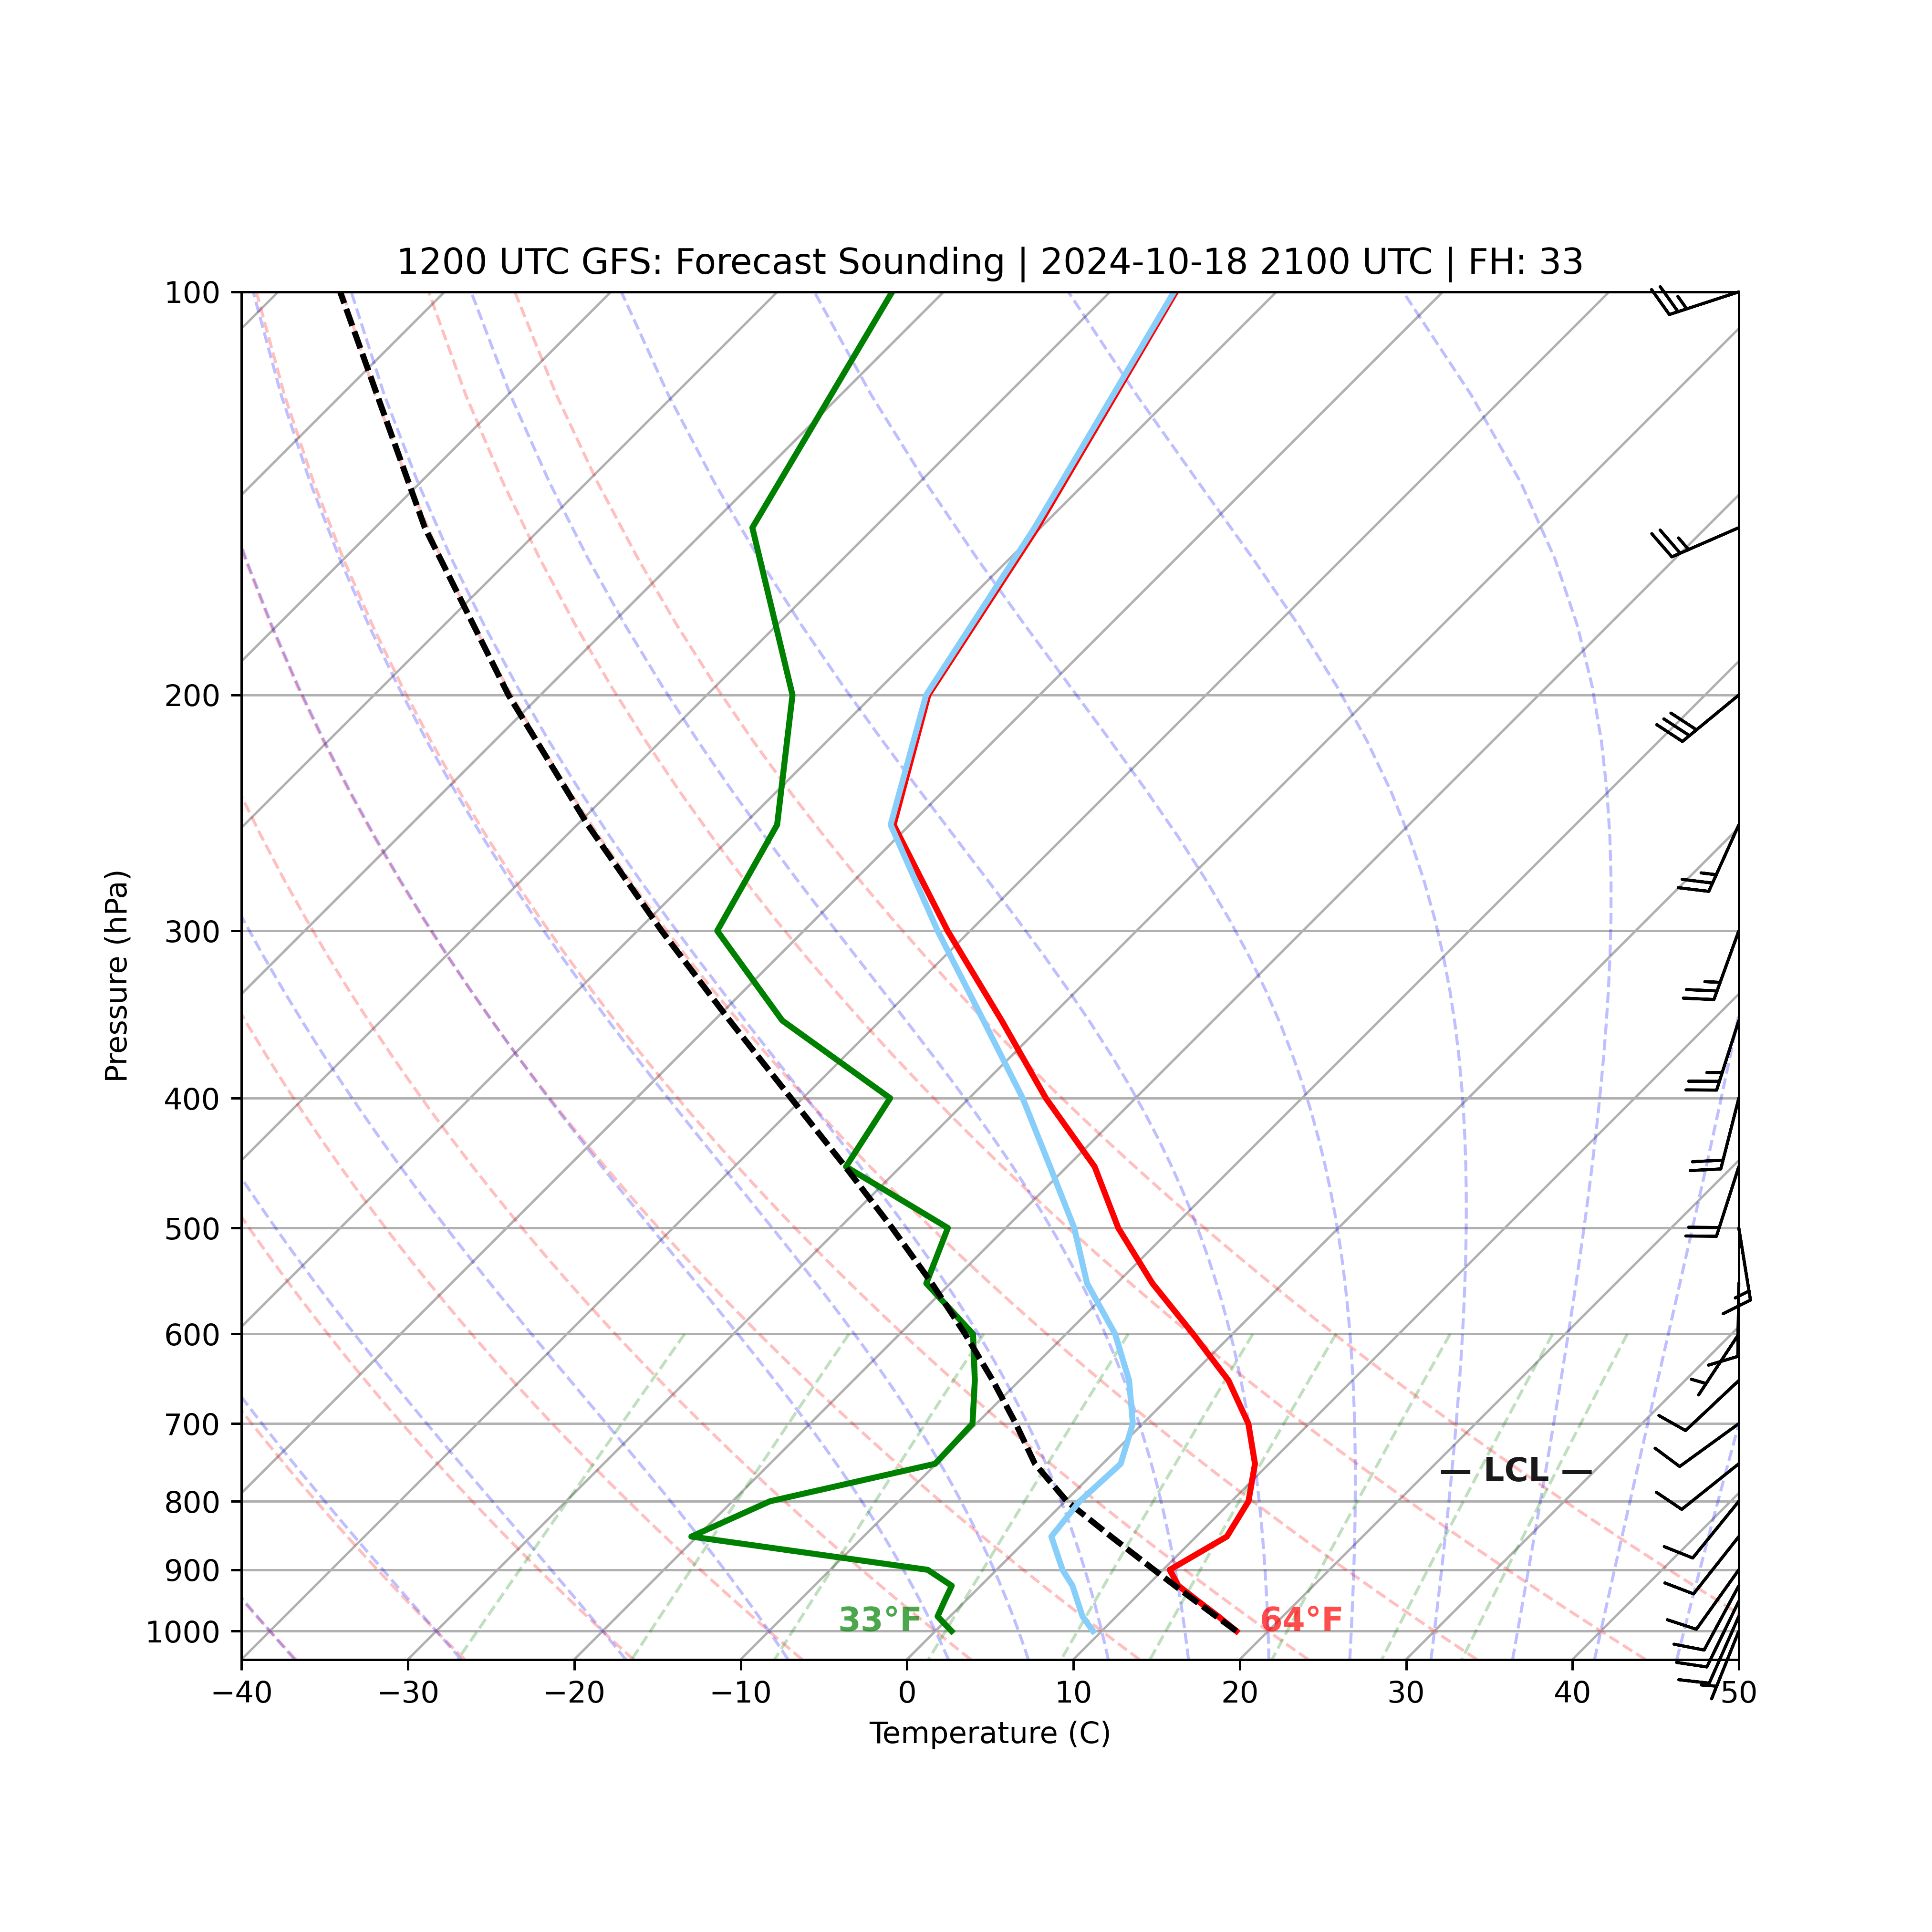 1200 UTC GFS: Forecast Sounding | 2024-10-18 2100 UTC | FH: 33
100
200
300
400
500
600
700
800
900
1000
Pressure (hPa)
— LCL —
33°F
64°F
−40 −30 −20 −10 0 10 20 30 40 50
Temperature (C)